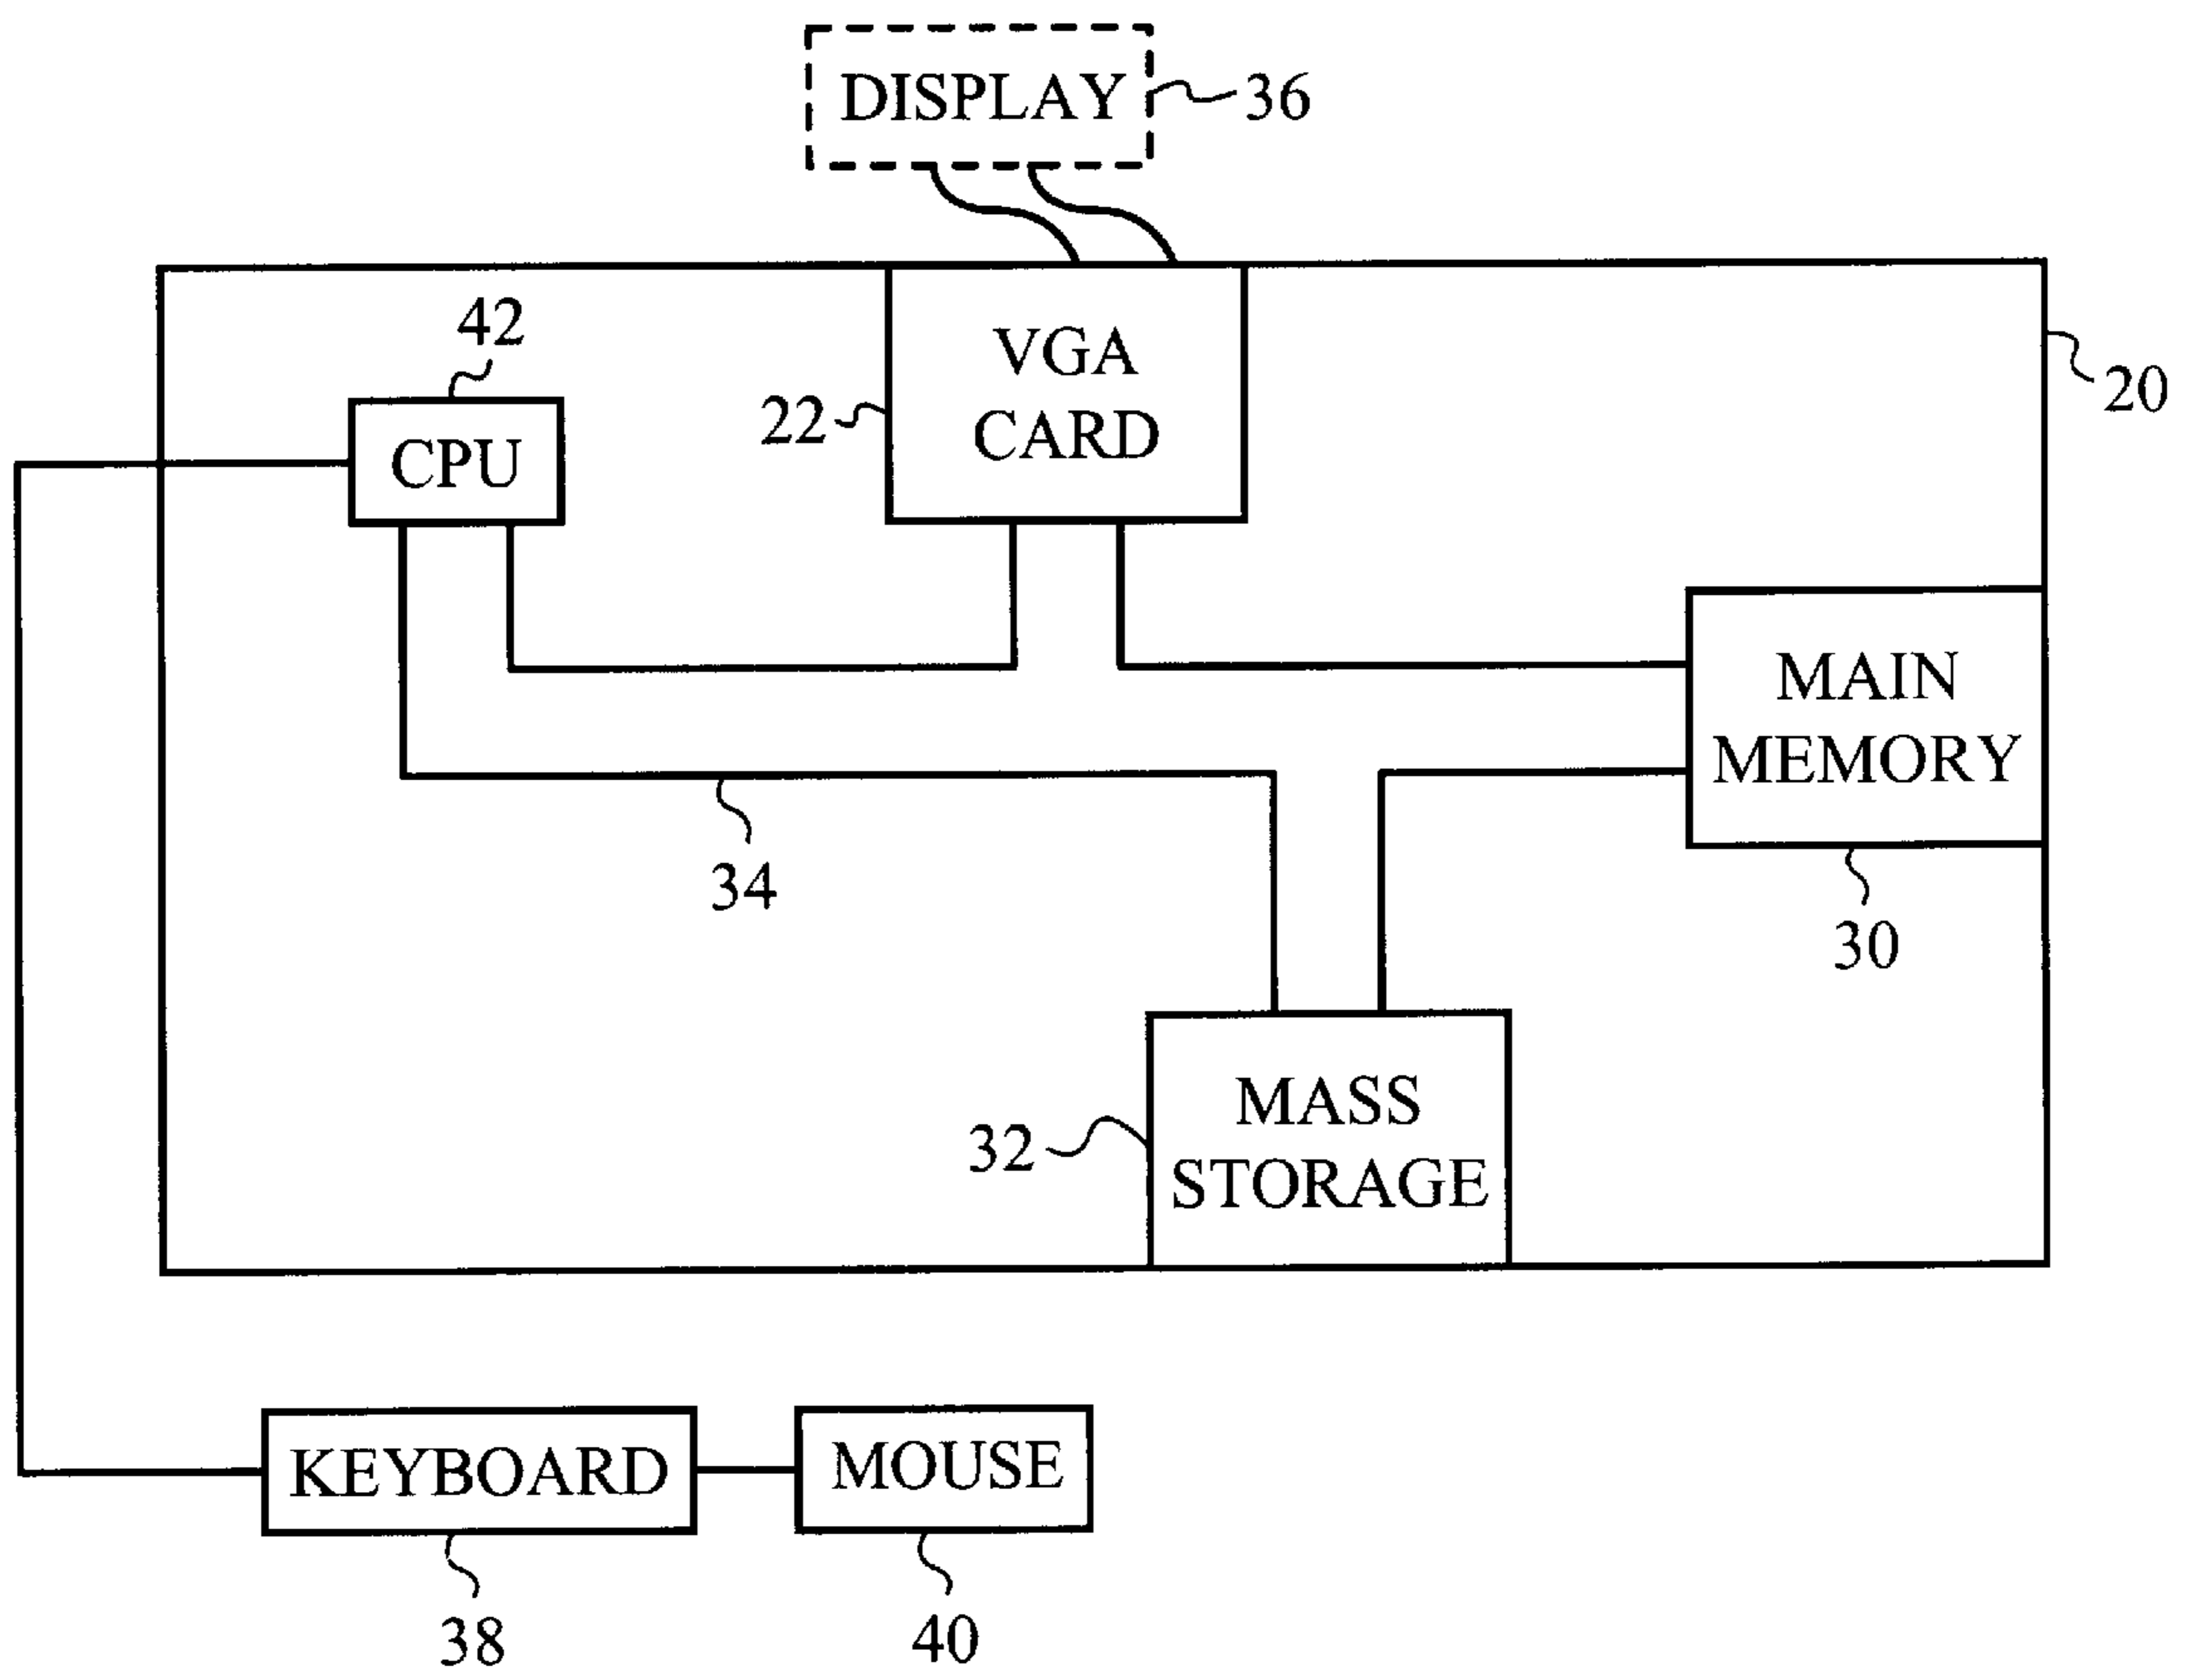 DISPLAY
36
42
VGA
CARD
22
20
CPU
MAIN
MEMORY
34
30
MASS
STORAGE
32
KEYBOARD
MOUSE
38
40